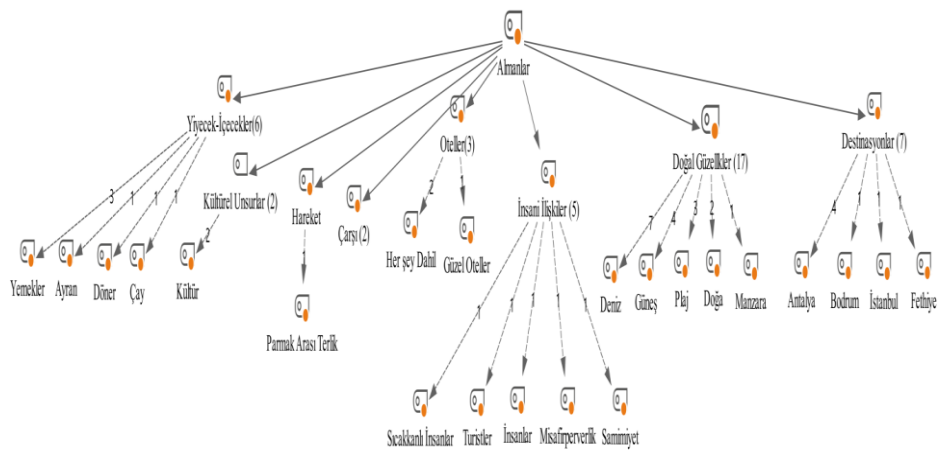 Almanlar
Yiyecek-İçecekler(6)
Kültürel Unsurlar (2)
Hareket
Çarşı (2)
Oteller(3)
İnsani İlişkiler (5)
Doğal Güzellkler (17)
Destinasyonlar (7)
3
1
1
1
2
1
2
1
1
1
1
1
1
7
4
3
2
1
4
1
1
1
Yemekler
Ayran
Döner
Çay
Kültür
Parmak Arası Terlik
Her şey Dahil
Güzel Oteller
Sıcakkanlı İnsanlar
Turistler
İnsanlar
Misafirperverlik
Samimiyet
Deniz
Güneş
Plaj
Doğa
Manzara
Antalya
Bodrum
İstanbul
Fethiye